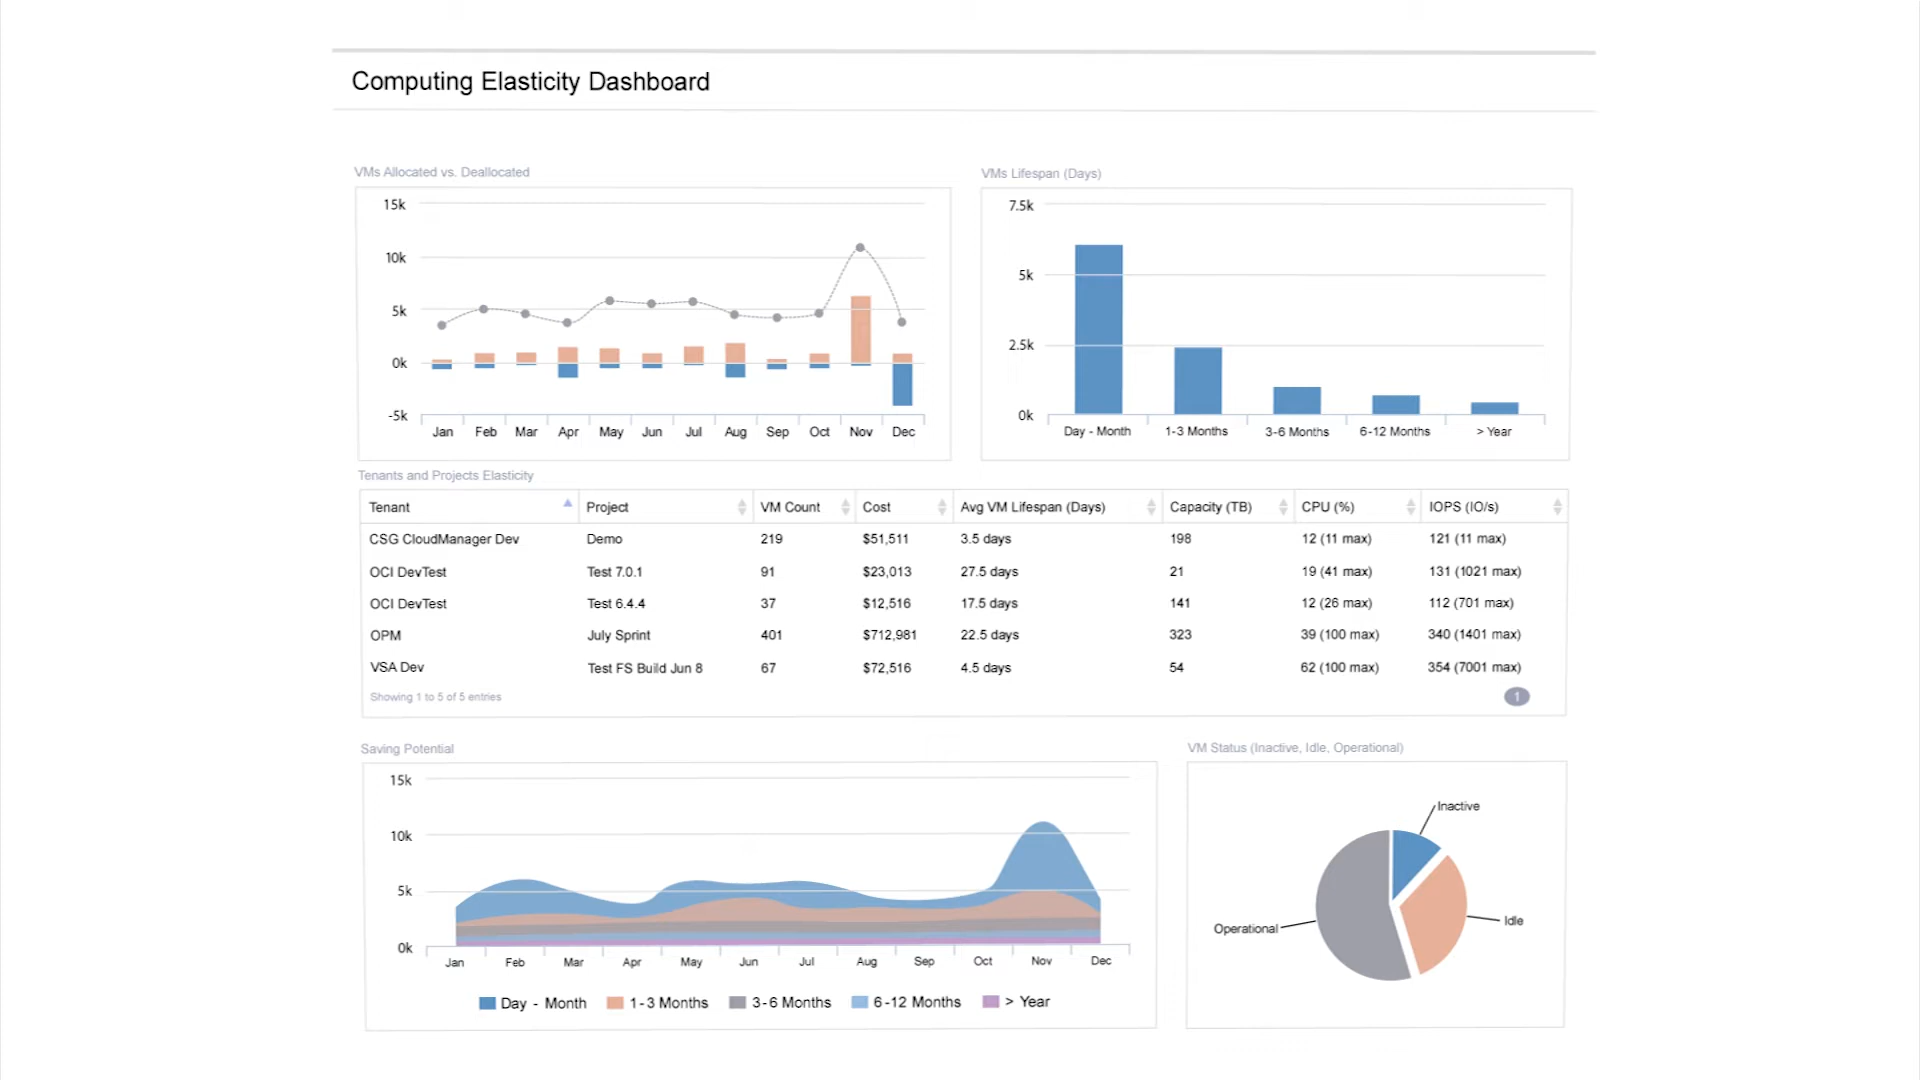 Computing Elasticity Dashboard
VMs Allocated vs. Deallocated
15k
10k
5k
0k
-5k
Jan Feb Mar Apr May Jun Jul Aug Sep Oct Nov Dec
VMs Lifespan (Days)
7.5k
5k
2.5k
0k
Day - Month 1-3 Months 3-6 Months 6-12 Months > Year
Tenants and Projects Elasticity
Tenant Project VM Count Cost Avg VM Lifespan (Days) Capacity (TB) CPU (%) IOPS (IO/s)
CSG CloudManager Dev Demo 219 $51,511 3.5 days 198 12 (11 max) 121 (11 max)
OCI DevTest Test 7.0.1 91 $23,013 27.5 days 21 19 (41 max) 131 (1021 max)
OCI DevTest Test 6.4.4 37 $12,516 17.5 days 141 12 (26 max) 112 (701 max)
OPM July Sprint 401 $712,981 22.5 days 323 39 (100 max) 340 (1401 max)
VSA Dev Test FS Build Jun 8 67 $72,516 4.5 days 54 62 (100 max) 354 (7001 max)
Showing 1 to 5 of 5 entries 1
Saving Potential
15k
10k
5k
0k
Jan Feb Mar Apr May Jun Jul Aug Sep Oct Nov Dec
Day - Month 1-3 Months 3-6 Months 6-12 Months > Year
VM Status (Inactive, Idle, Operational)
Inactive
Idle
Operational